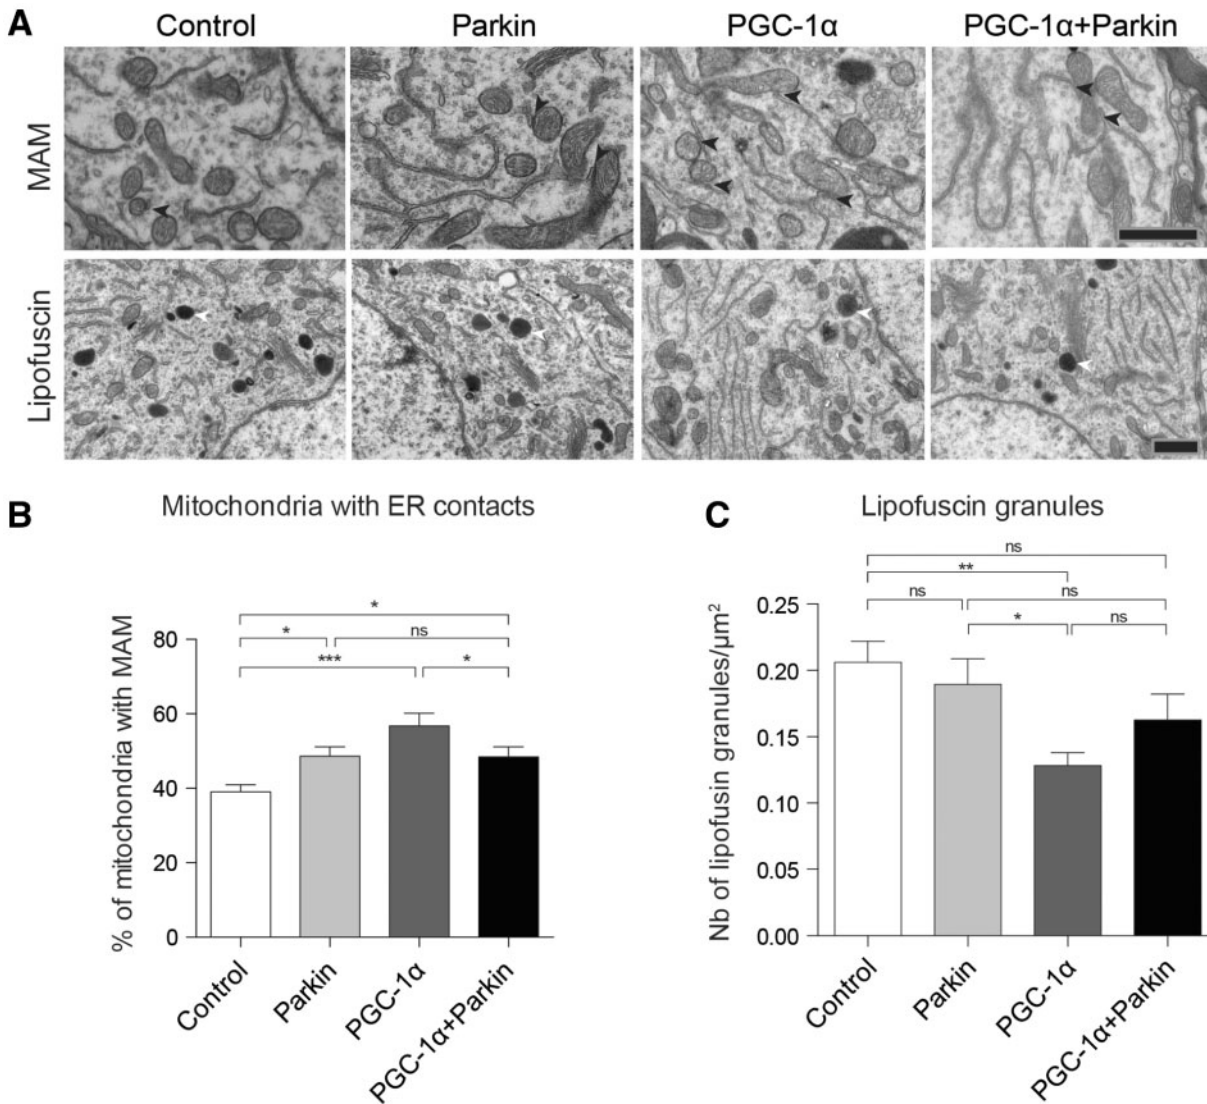 A
Control Parkin PGC-1α PGC-1α+Parkin
MAM
Lipofuscin
B
Mitochondria with ER contacts
% of mitochondria with MAM
*
* ns
*** *
80
60
40
20
0
Control
Parkin
PGC-1α
PGC-1α+Parkin
C
Lipofuscin granules
Nb of lipofusin granules/µm²
ns
**
ns ns
* ns
0.25
0.20
0.15
0.10
0.05
0.00
Control
Parkin
PGC-1α
PGC-1α+Parkin